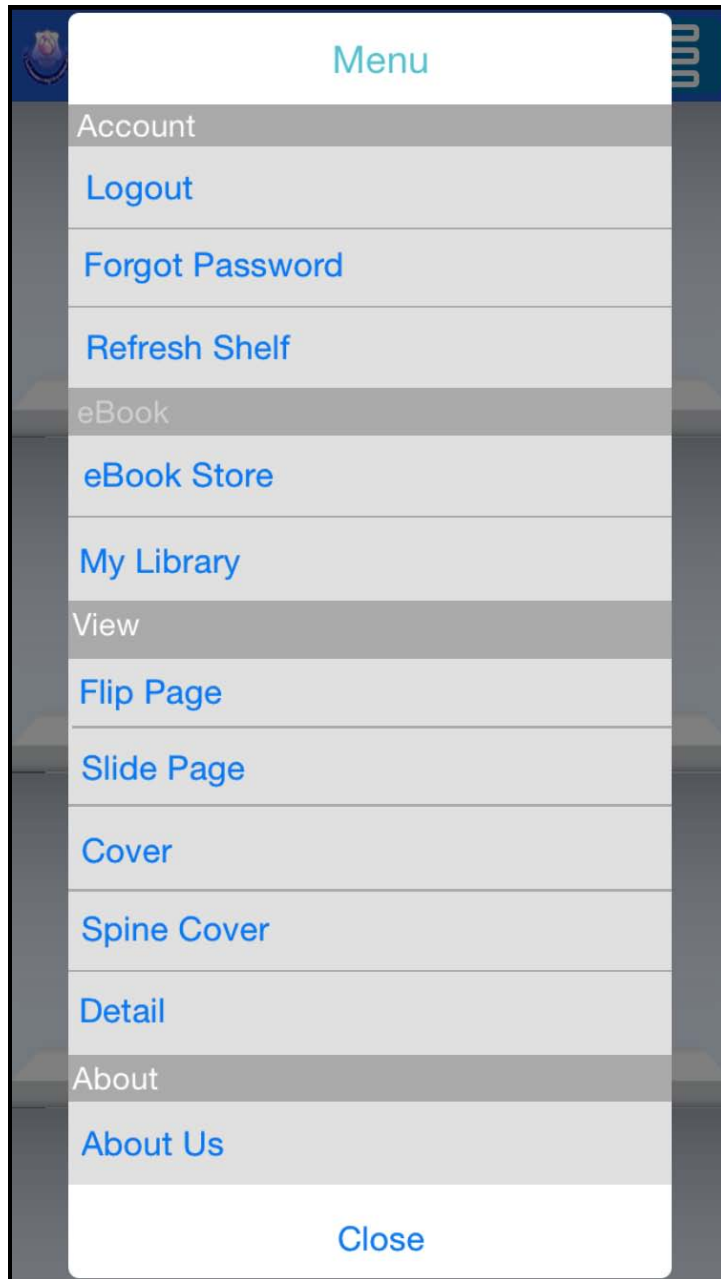 Menu
Account
Logout
Forgot Password
Refresh Shelf
eBook
eBook Store
My Library
View
Flip Page
Slide Page
Cover
Spine Cover
Detail
About
About Us
Close